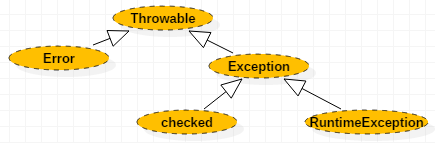 Throwable
Error
Exception
checked
RuntimeException